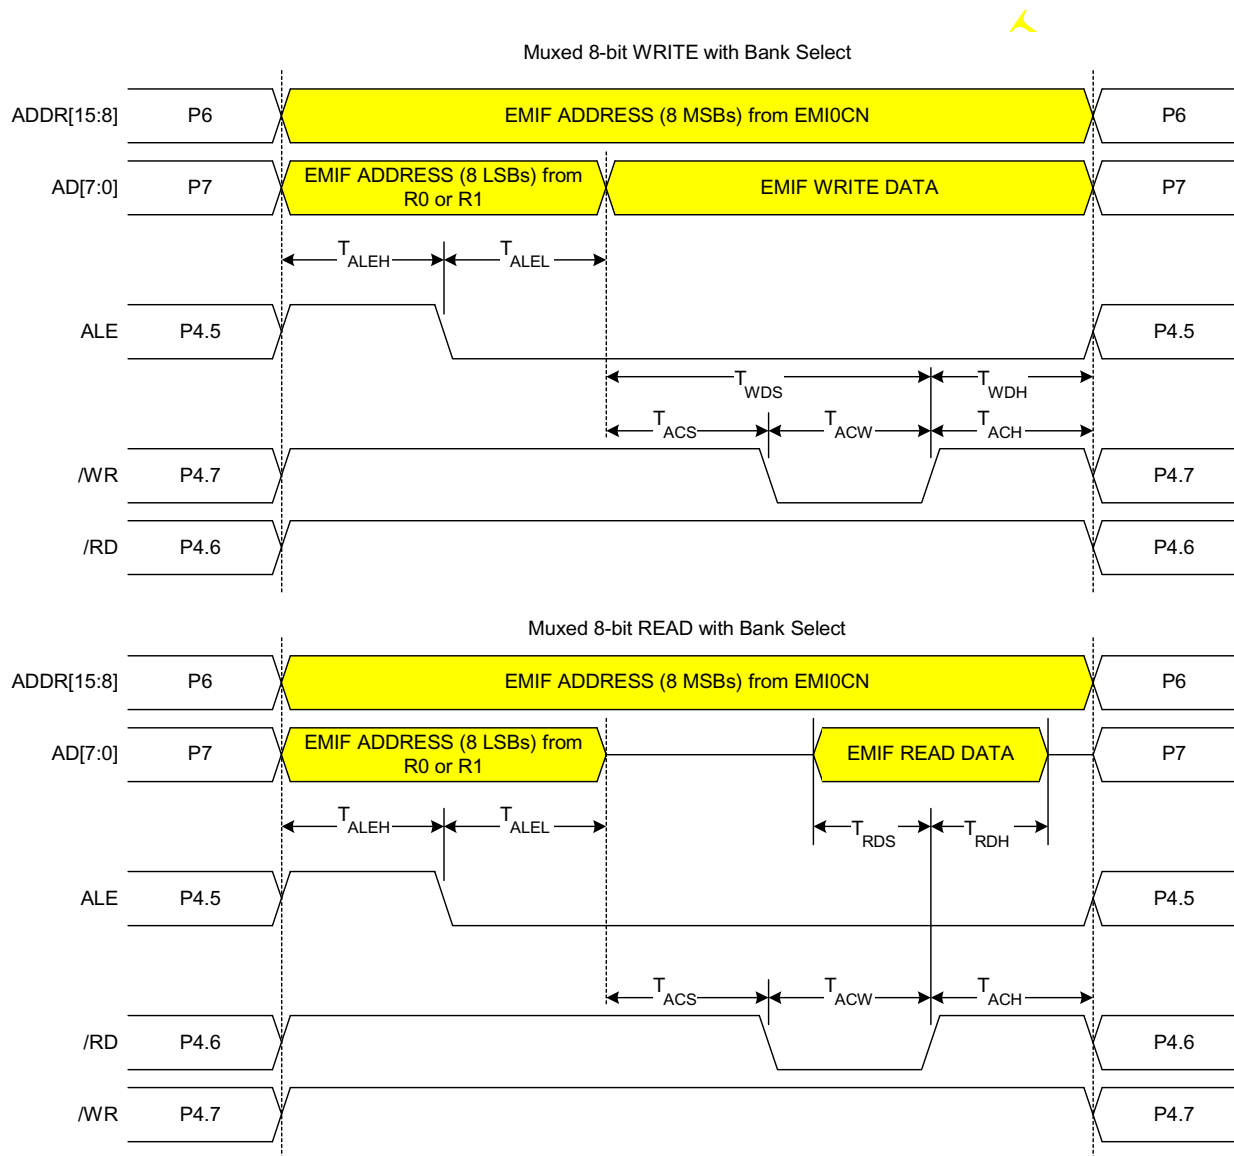 Muxed 8-bit WRITE with Bank Select
ADDR[15:8] P6 EMIF ADDRESS (8 MSBs) from EMI0CN P6
AD[7:0] P7 EMIF ADDRESS (8 LSBs) from R0 or R1 EMIF WRITE DATA P7
TALEH TALEL
ALE P4.5 P4.5
TWDS TWDH
TACS TACW TACH
/WR P4.7 P4.7
/RD P4.6 P4.6
Muxed 8-bit READ with Bank Select
ADDR[15:8] P6 EMIF ADDRESS (8 MSBs) from EMI0CN P6
AD[7:0] P7 EMIF ADDRESS (8 LSBs) from R0 or R1 EMIF READ DATA P7
TALEH TALEL TRDS TRDH
ALE P4.5 P4.5
TACS TACW TACH
/RD P4.6 P4.6
/WR P4.7 P4.7